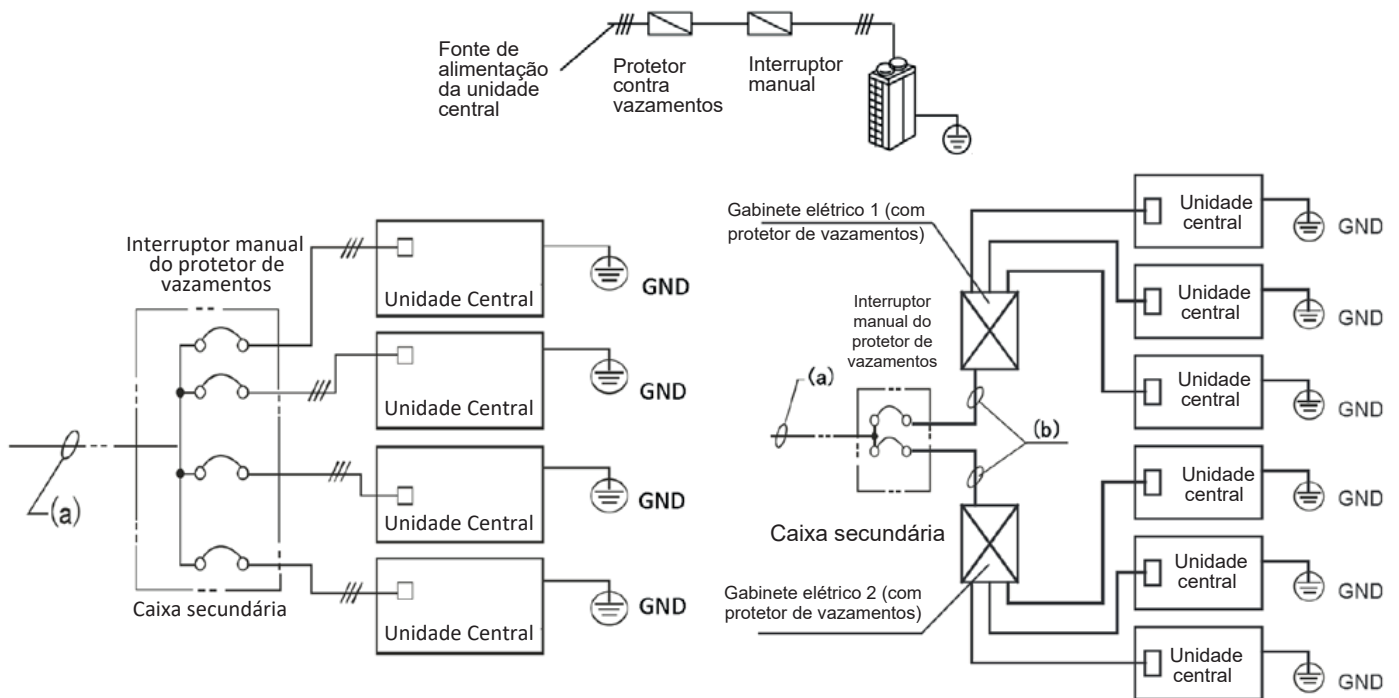 Fonte de
alimentação
da unidade
central
Protetor
contra
vazamentos
Interruptor
manual
Interruptor manual
do protetor de
vazamentos
Unidade Central
GND
Unidade Central
GND
(a)
Unidade Central
GND
Unidade Central
GND
Caixa secundária
Gabinete elétrico 1 (com
protetor de vazamentos)
Interruptor
manual do
protetor de
vazamentos
(a)
(b)
Caixa secundária
Gabinete elétrico 2 (com
protetor de vazamentos)
Unidade
central
GND
Unidade
central
GND
Unidade
central
GND
Unidade
central
GND
Unidade
central
GND
Unidade
central
GND